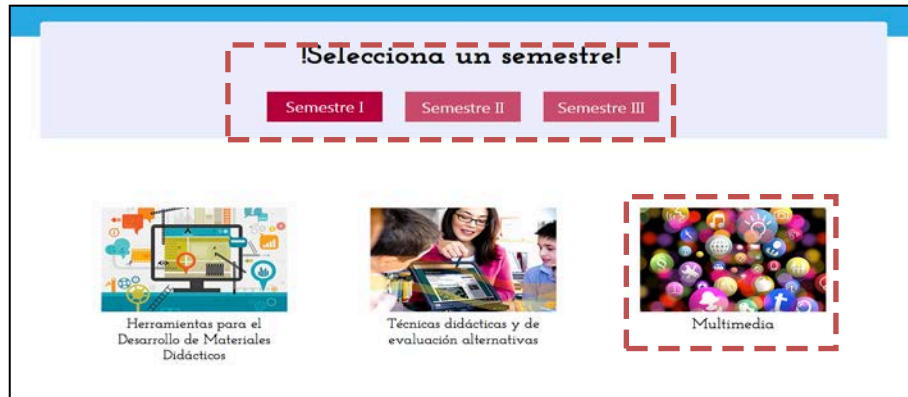 !Selecciona un semestre!
Semestre I
Semestre II
Semestre III
Herramientas para el
Desarrollo de Materiales
Didácticos
Técnicas didácticas y de
evaluación alternativas
Multimedia